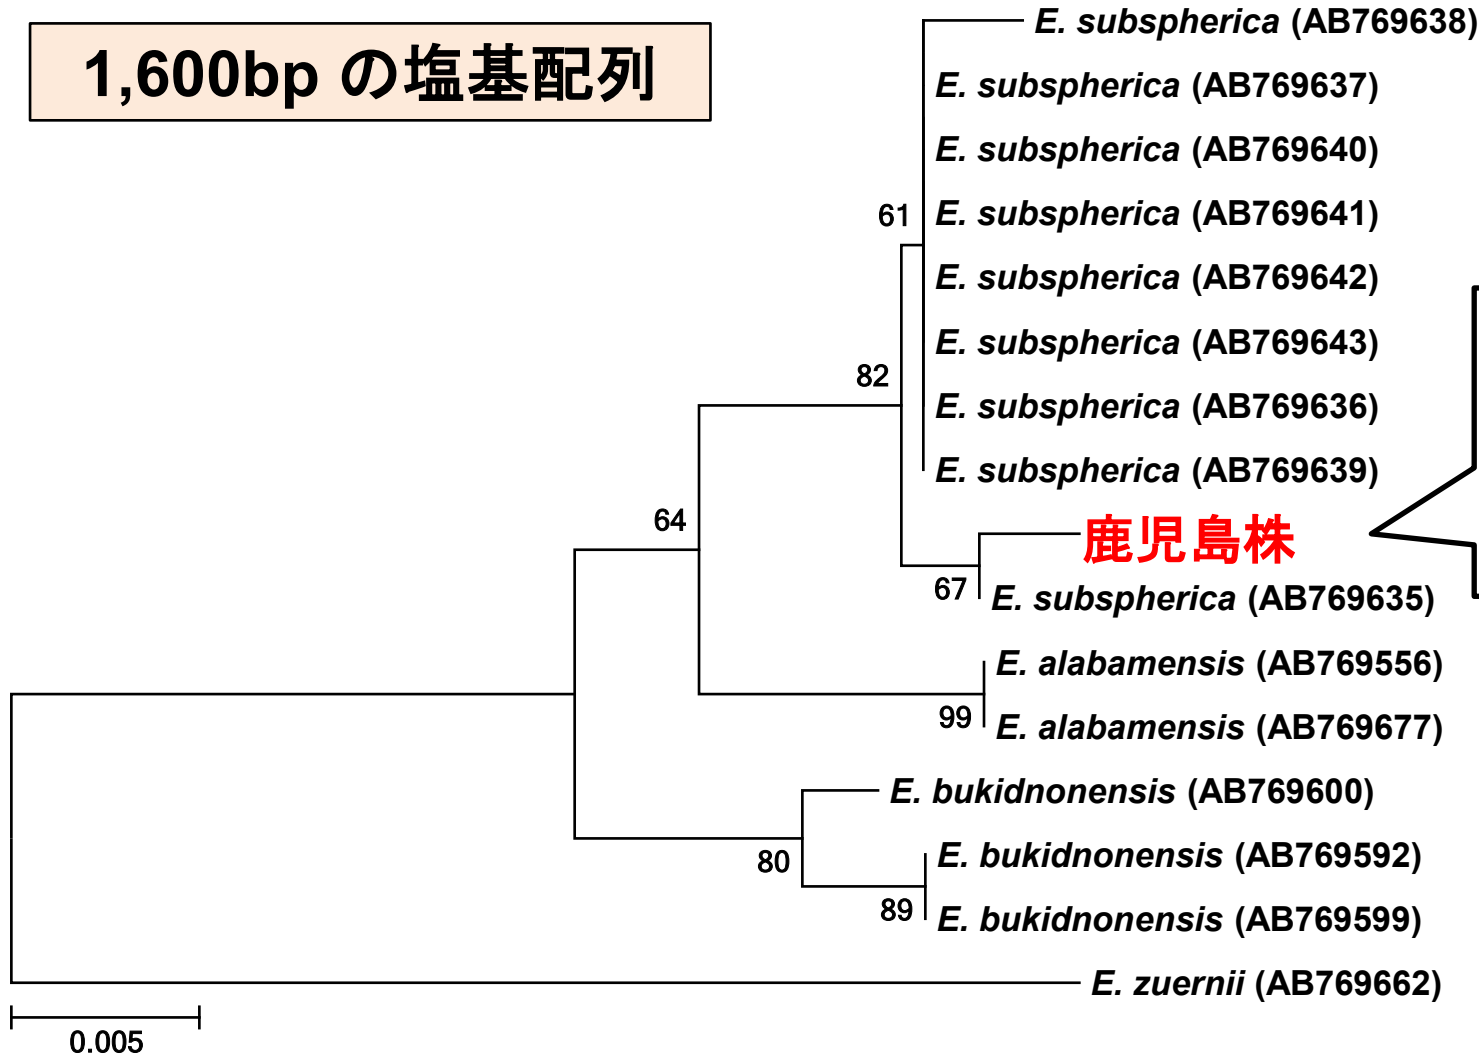 1,600bp の塩基配列
E. subspherica (AB769638)
E. subspherica (AB769637)
E. subspherica (AB769640)
61
E. subspherica (AB769641)
E. subspherica (AB769642)
E. subspherica (AB769643)
82
E. subspherica (AB769636)
E. subspherica (AB769639)
64
鹿児島株
67
E. subspherica (AB769635)
E. alabamensis (AB769556)
99
E. alabamensis (AB769677)
E. bukidnonensis (AB769600)
80
E. bukidnonensis (AB769592)
89
E. bukidnonensis (AB769599)
E. zuernii (AB769662)
0.005